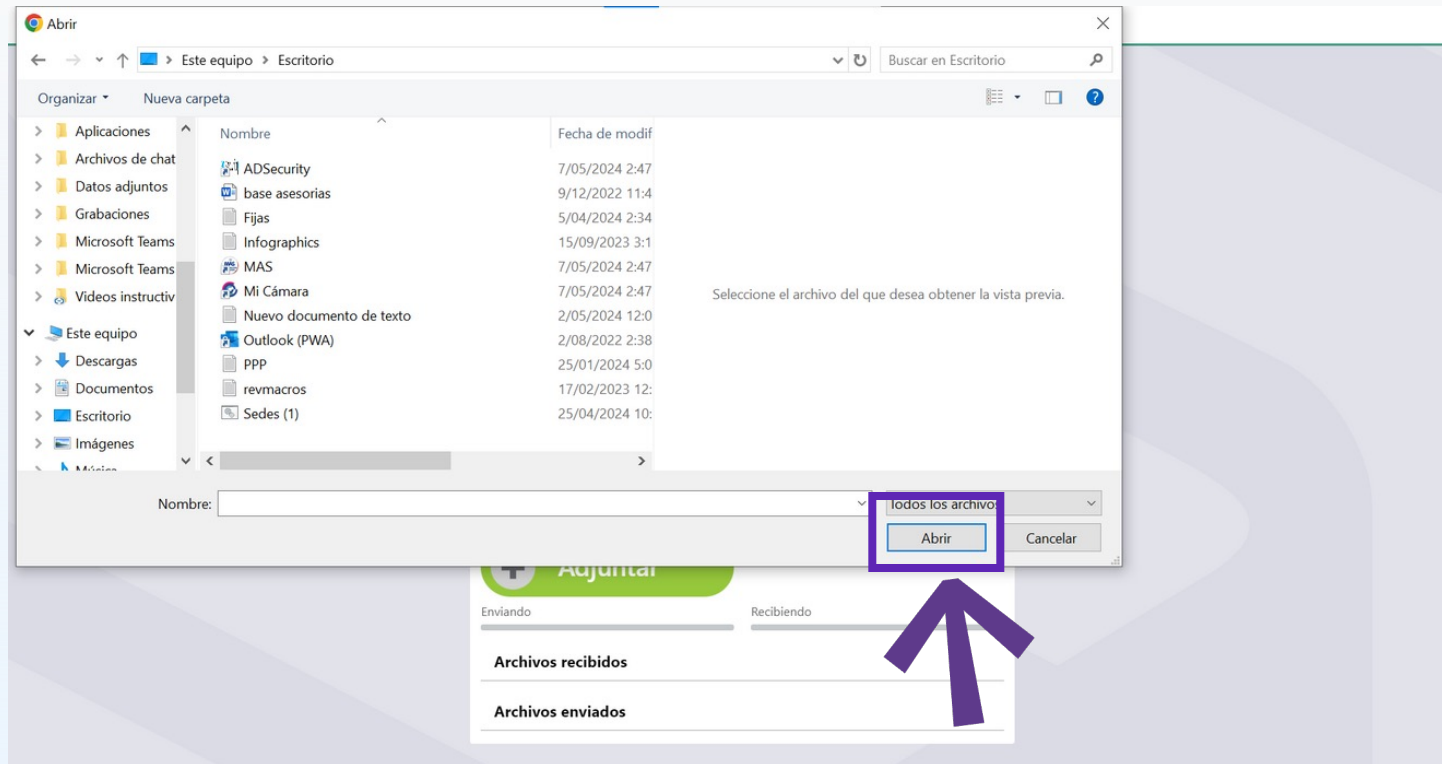 Abrir
Este equipo > Escritorio
Buscar en Escritorio
Organizar
Nueva carpeta
Aplicaciones
Archivos de chat
Datos adjuntos
Grabaciones
Microsoft Teams
Microsoft Teams
Videos instructiv
Este equipo
Descargas
Documentos
Escritorio
Imágenes
Música
Nombre Fecha de modif
ADSecurity 7/05/2024 2:47
base asesorias 9/12/2022 11:4
Fijas 5/04/2024 2:34
Infographics 15/09/2023 3:1
MAS 7/05/2024 2:47
Mi Cámara 7/05/2024 2:47
Nuevo documento de texto 2/05/2024 12:0
Outlook (PWA) 2/08/2022 2:38
PPP 25/01/2024 5:0
revmacros 17/02/2023 12:
Sedes (1) 25/04/2024 10:
Seleccione el archivo del que desea obtener la vista previa.
Nombre:
Todos los archivos
Abrir
Cancelar
Adjuntar
Enviando
Recibiendo
Archivos recibidos
Archivos enviados